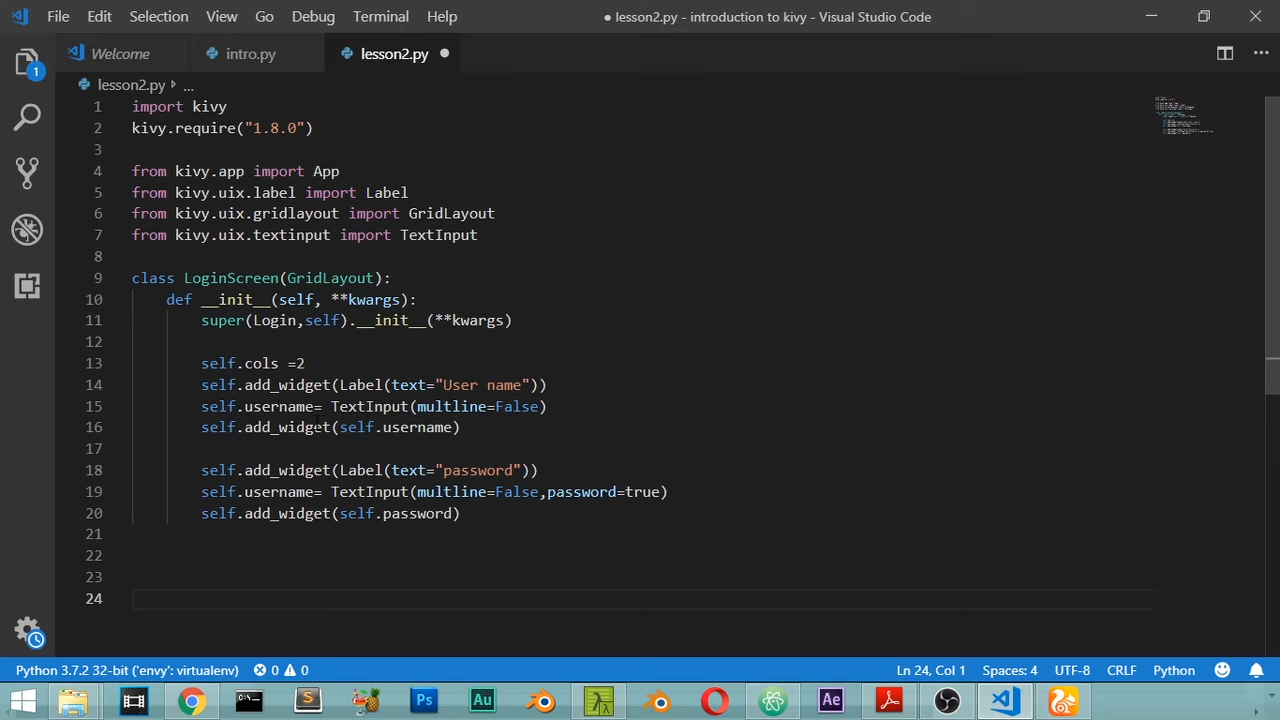 File Edit Selection View Go Debug Terminal Help ● lesson2.py - introduction to kivy - Visual Studio Code
Welcome intro.py lesson2.py
1
lesson2.py ...
1 import kivy
2 kivy.require("1.8.0")
3
4 from kivy.app import App
5 from kivy.uix.label import Label
6 from kivy.uix.gridlayout import GridLayout
7 from kivy.uix.textinput import TextInput
8
9 class LoginScreen(GridLayout):
10 def __init__(self, **kwargs):
11 super(Login,self).__init__(**kwargs)
12
13 self.cols =2
14 self.add_widget(Label(text="User name"))
15 self.username= TextInput(multline=False)
16 self.add_widget(self.username)
17
18 self.add_widget(Label(text="password"))
19 self.username= TextInput(multline=False,password=true)
20 self.add_widget(self.password)
21
22
23
24
Python 3.7.2 32-bit ('envy': virtualenv) 0 0 Ln 24, Col 1 Spaces: 4 UTF-8 CRLF Python
S Ps Au λ Ae